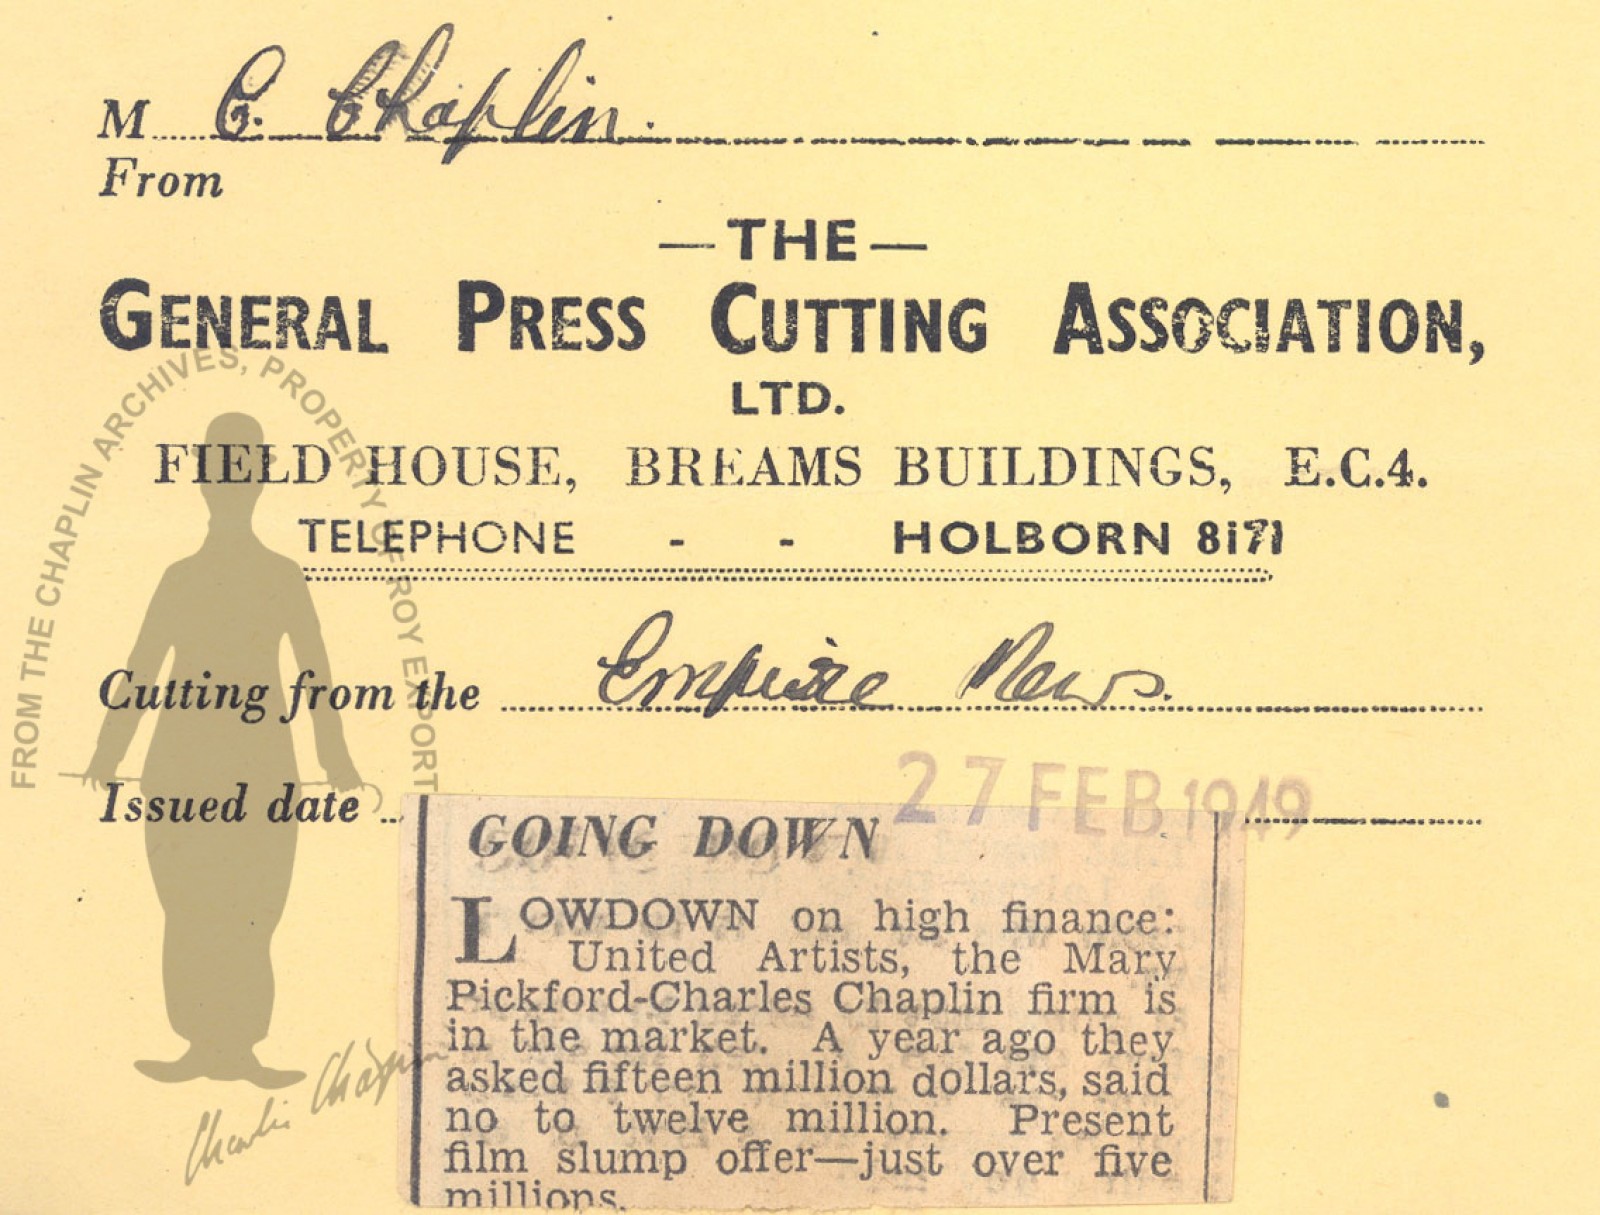 M C. Chaplin.
From
—THE—
GENERAL PRESS CUTTING ASSOCIATION,
LTD.
FIELD HOUSE, BREAMS BUILDINGS, E.C.4.
TELEPHONE - - HOLBORN 8171
Cutting from the Empire News.
Issued date 27 FEB 1949
GOING DOWN
LOWDOWN on high finance:
United Artists, the Mary
Pickford-Charles Chaplin firm is
in the market. A year ago they
asked fifteen million dollars, said
no to twelve million. Present
film slump offer—just over five
millions.
FROM THE CHAPLIN ARCHIVES, PROPERTY OF ROY EXPORT
Charlie Chaplin